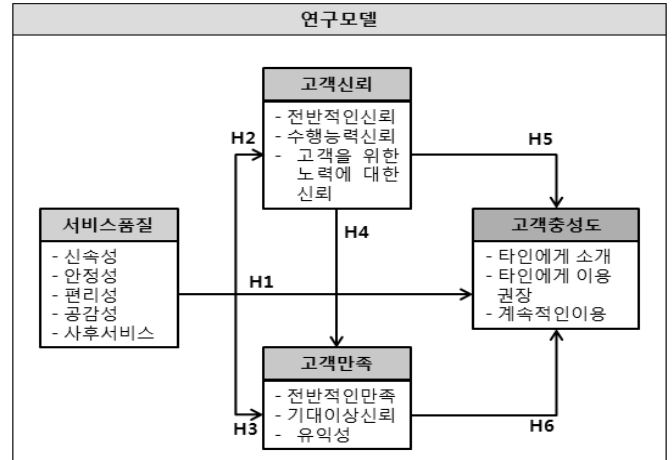 연구모델
고객신뢰
- 전반적인신뢰
- 수행능력신뢰
- 고객을 위한
노력에 대한
신뢰
H2
H5
서비스품질
- 신속성
- 안정성
- 편리성
- 공감성
- 사후서비스
H4
H1
고객충성도
- 타인에게 소개
- 타인에게 이용
권장
- 계속적인이용
고객만족
- 전반적인만족
- 기대이상신뢰
- 유익성
H3
H6